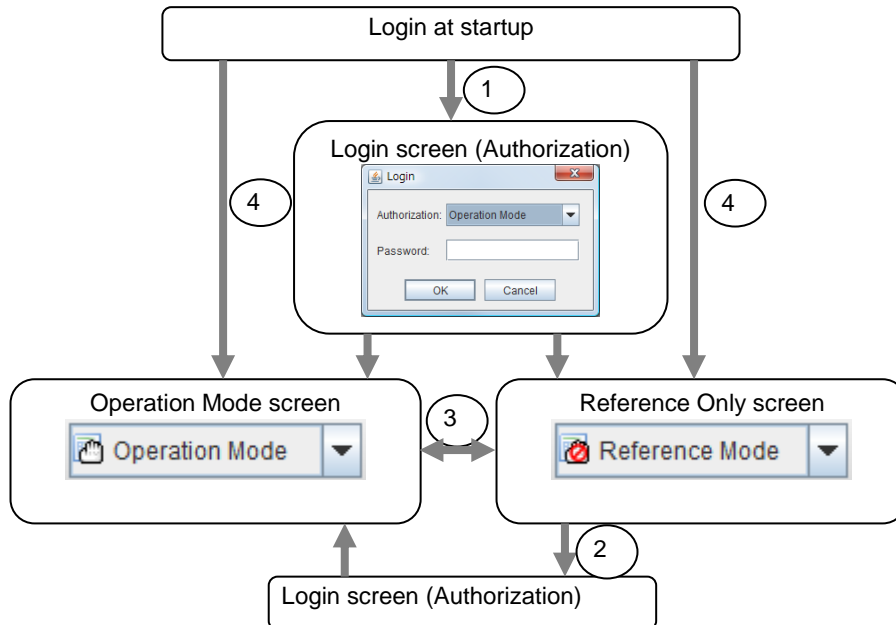 Login at startup
1
Login screen (Authorization)
Login
Authorization: Operation Mode
Password:
OK Cancel
4
4
Operation Mode screen
Operation Mode
3
Reference Only screen
Reference Mode
2
Login screen (Authorization)